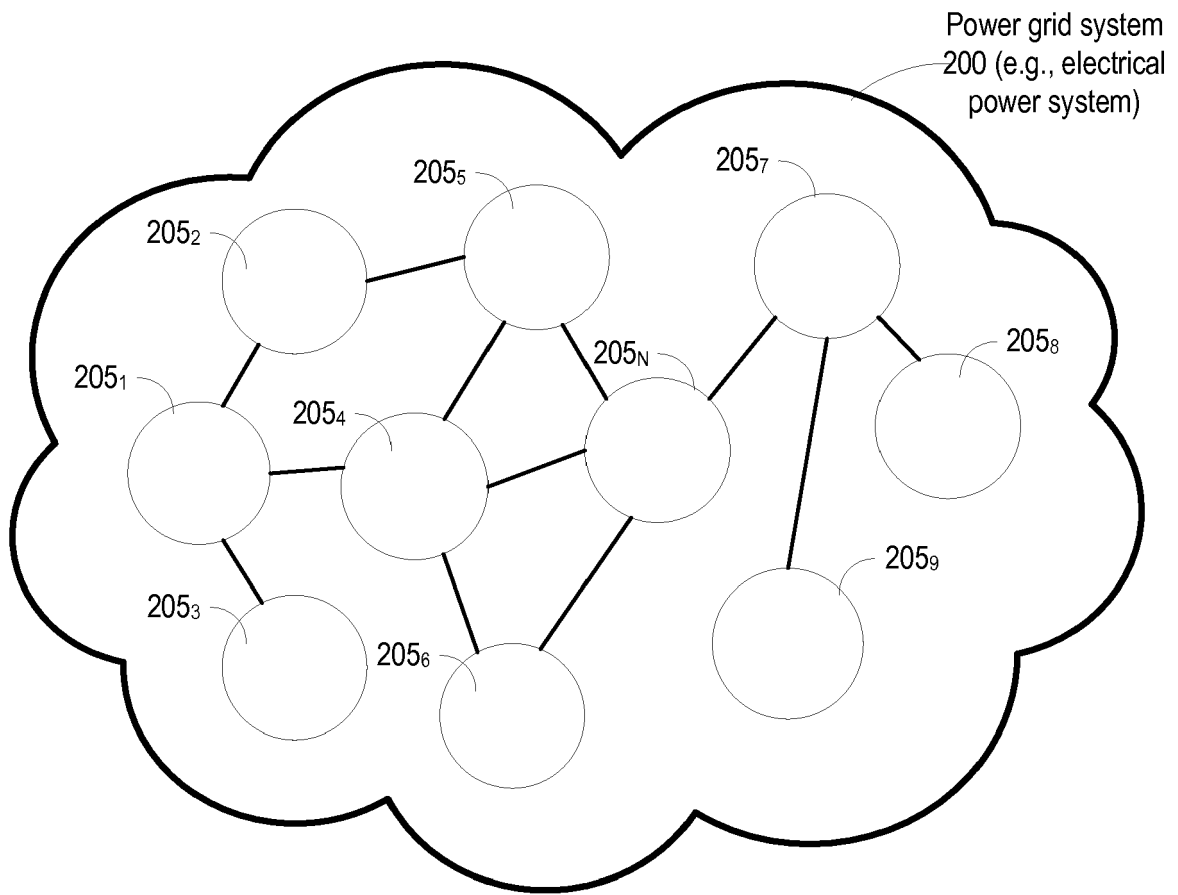 Power grid system
200 (e.g., electrical
power system)
205₇
205₅
205₂
205₈
205N
205₁
205₄
205₉
205₃
205₆